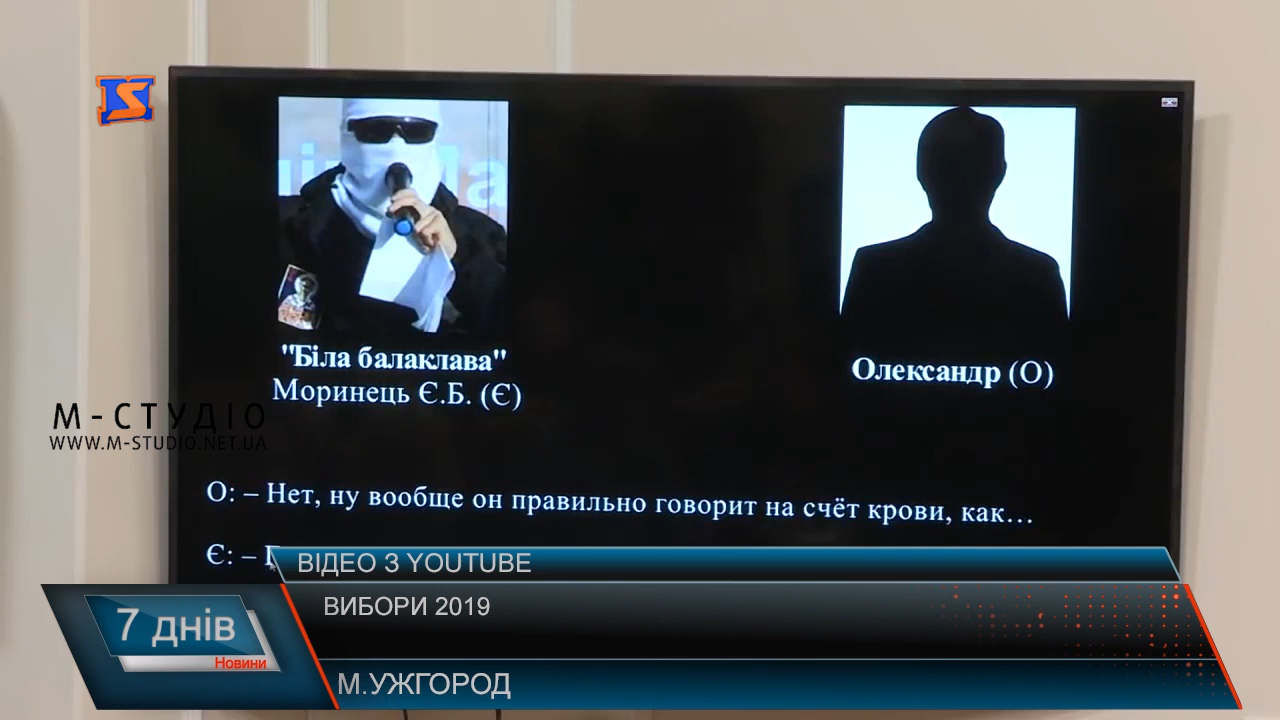 "Біла балаклава"
Моринець Є.Б. (Є)
Олександр (О)
М-СТУДІО
WWW.M-STUDIO.NET.UA
О: – Нет, ну вообще он правильно говорит на счёт крови, как…
Є: –
ВІДЕО З YOUTUBE
ВИБОРИ 2019
7 днів
Новини
М.УЖГОРОД